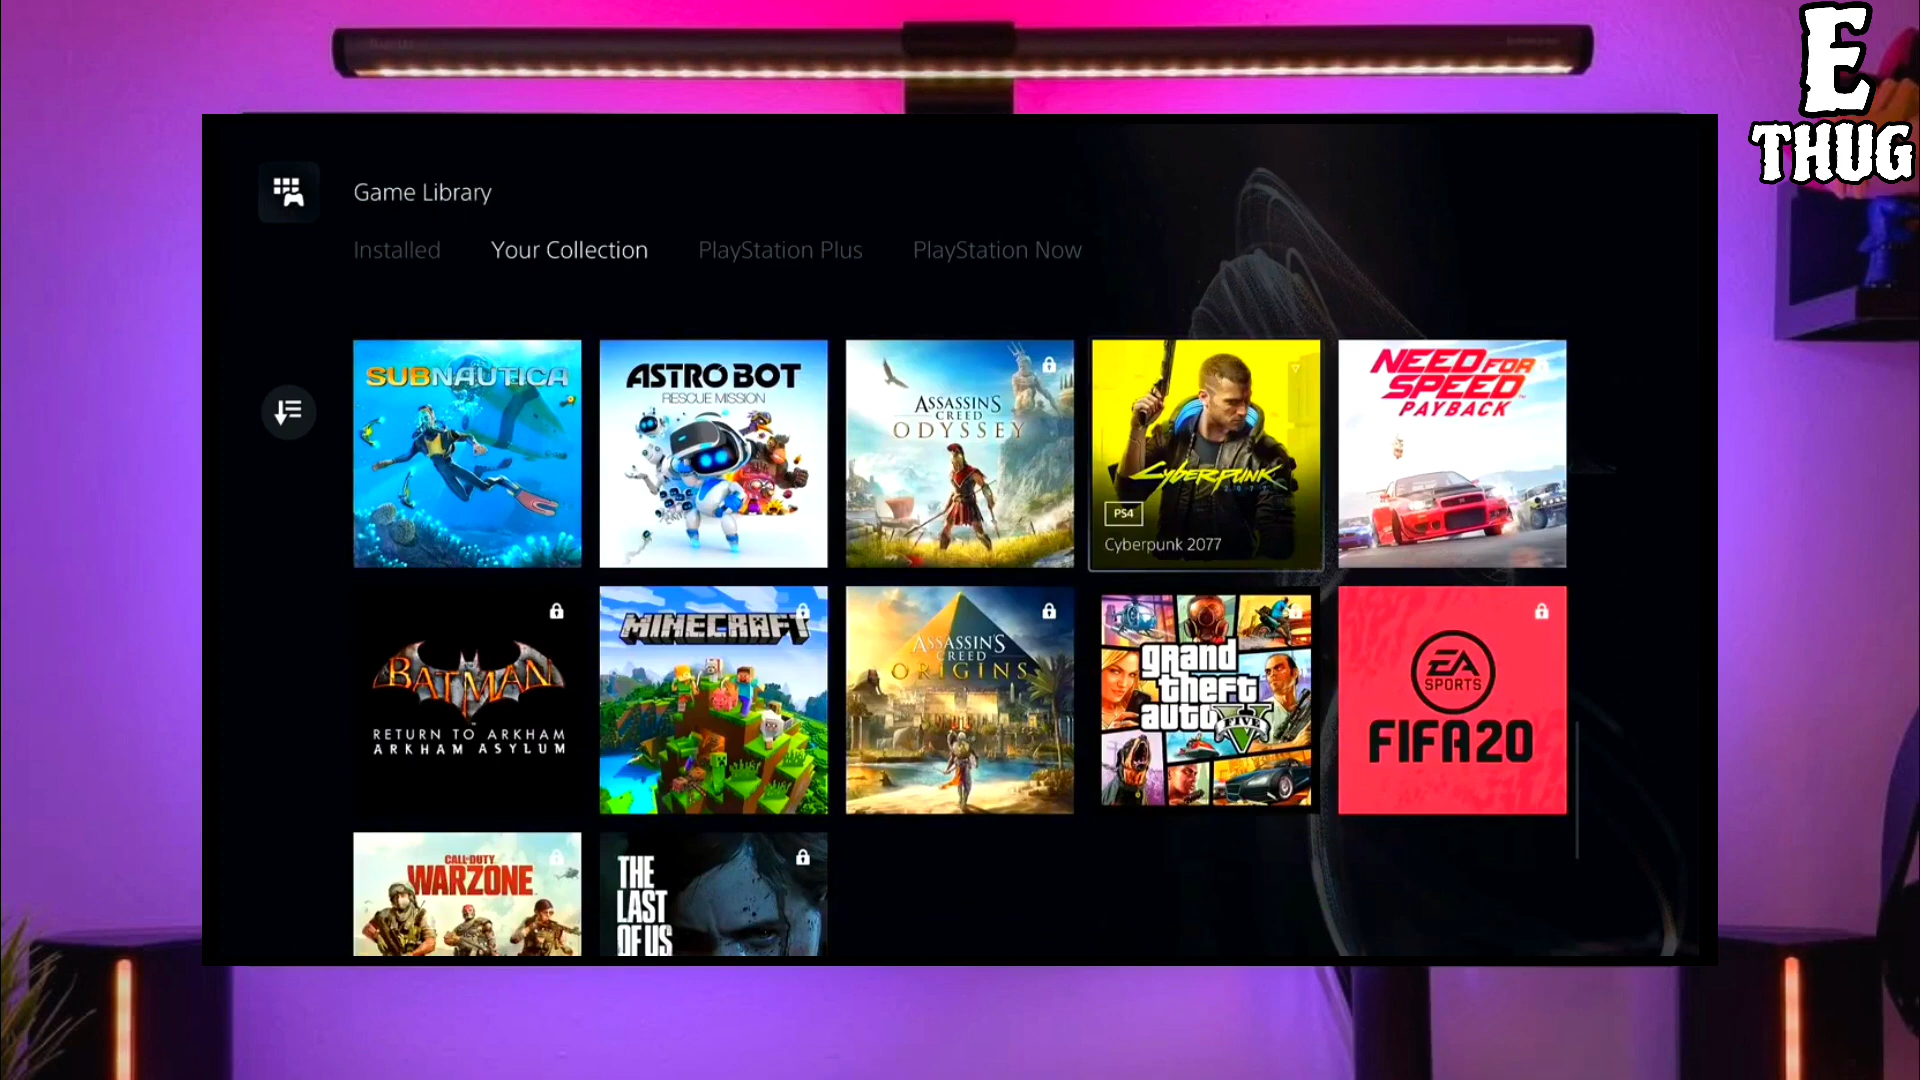 E
THUG
Game Library
Installed Your Collection PlayStation Plus PlayStation Now
SUBNAUTICA
ASTRO BOT
RESCUE MISSION
ASSASSIN'S
CREED
ODYSSEY
CYBERPUNK
2077
PS4
Cyberpunk 2077
NEED FOR
SPEED
PAYBACK
BATMAN
RETURN TO ARKHAM
ARKHAM ASYLUM
MINECRAFT
ASSASSIN'S
CREED
ORIGINS
grand
theft
auto
FIVE
V
EA
SPORTS
FIFA 20
CALL OF DUTY
WARZONE
THE
LAST
OF US